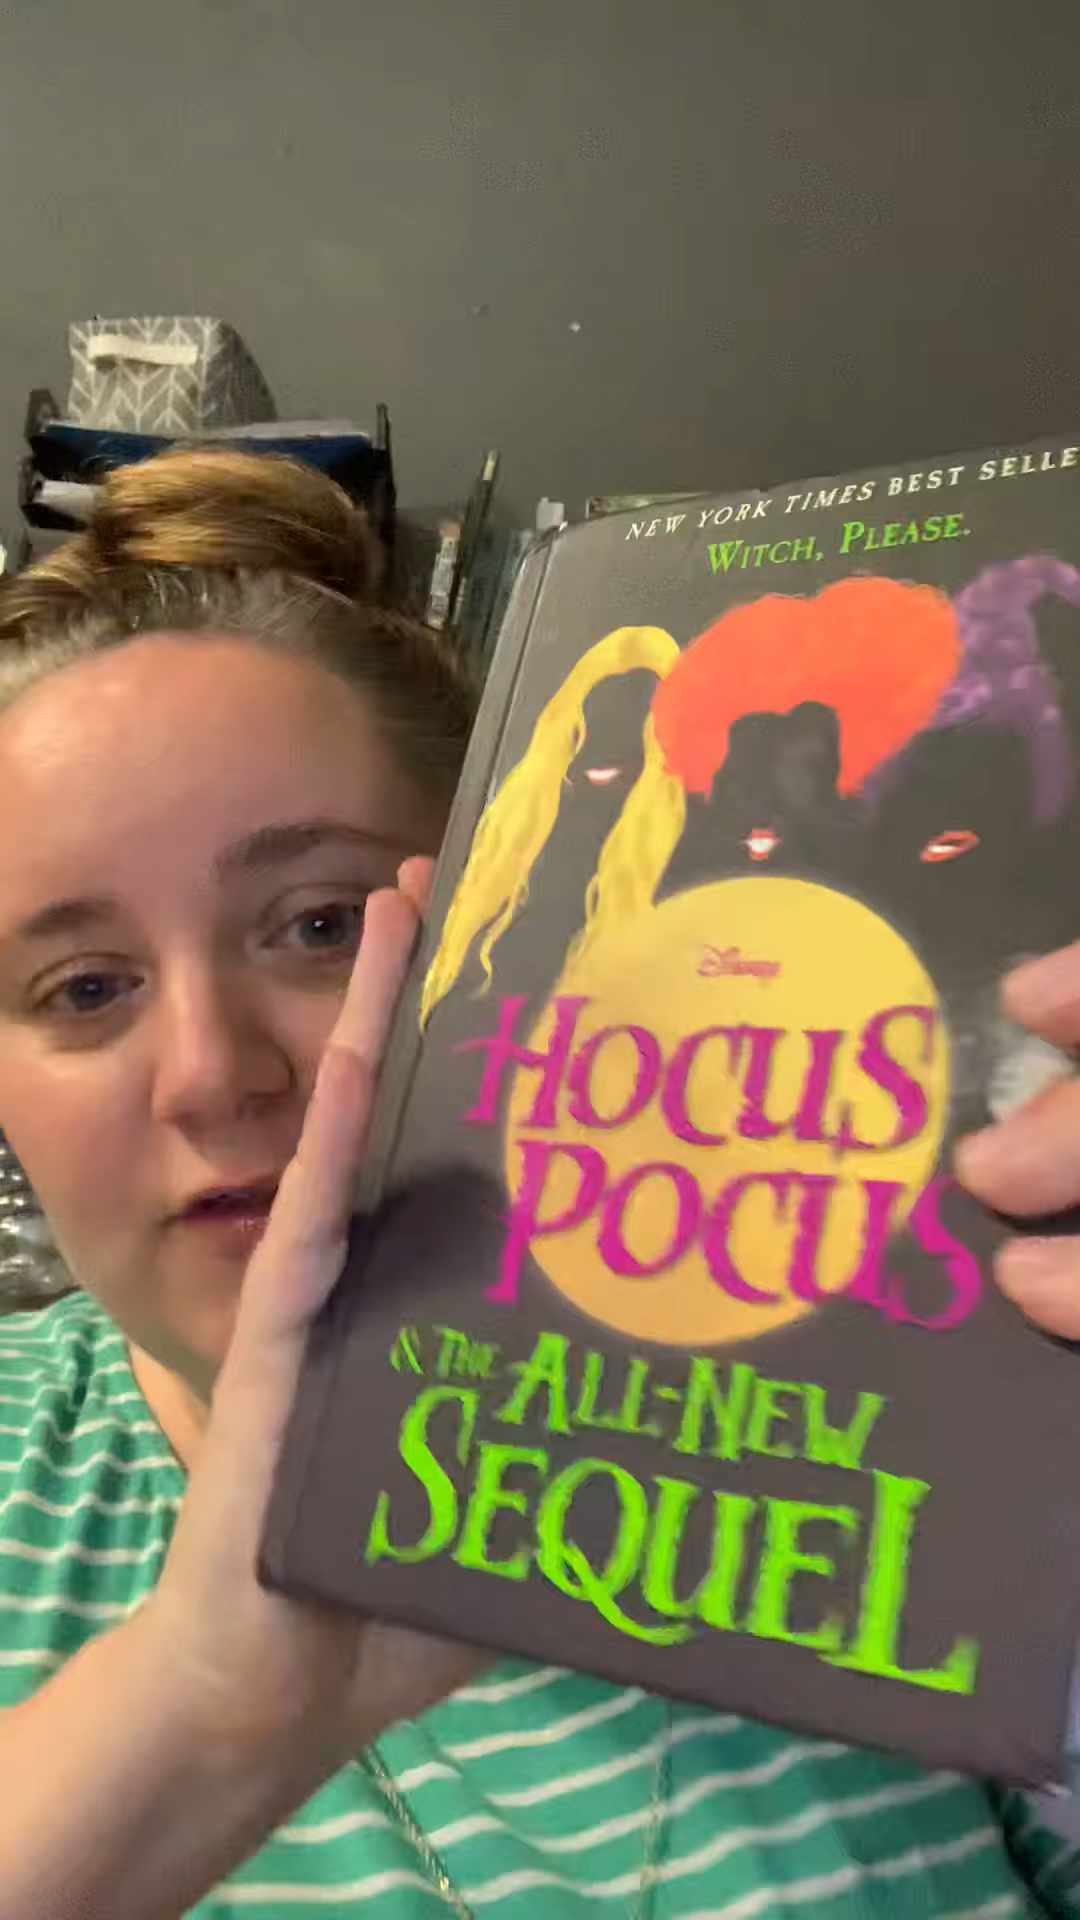 NEW YORK TIMES BEST SELLE
WITCH, PLEASE.
Disney
HOCUS
POCUS
& THE ALL-NEW
SEQUEL